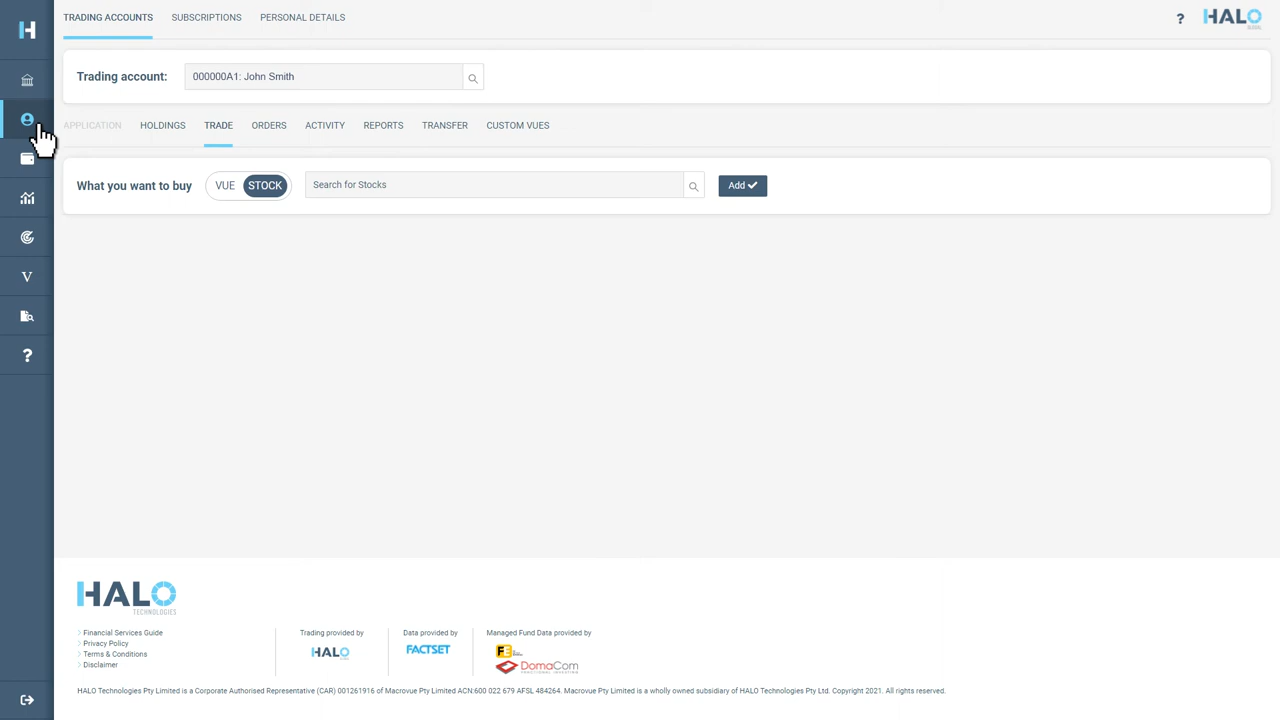 TRADING ACCOUNTS SUBSCRIPTIONS PERSONAL DETAILS ? HALO
Trading account: 000000A1: John Smith
APPLICATION HOLDINGS TRADE ORDERS ACTIVITY REPORTS TRANSFER CUSTOM VUES
What you want to buy VUE STOCK Search for Stocks Add
V
?
HALO
TECHNOLOGIES
Financial Services Guide
Privacy Policy
Terms & Conditions
Disclaimer
Trading provided by
HALO
Data provided by
FACTSET
Managed Fund Data provided by
FE
DomaCom
FRACTIONAL INVESTING
HALO Technologies Pty Limited is a Corporate Authorised Representative (CAR) 001261916 of Macrovue Pty Limited ACN:600 022 679 AFSL 484264. Macrovue Pty Limited is a wholly owned subsidiary of HALO Technologies Pty Ltd. Copyright 2021. All rights reserved.